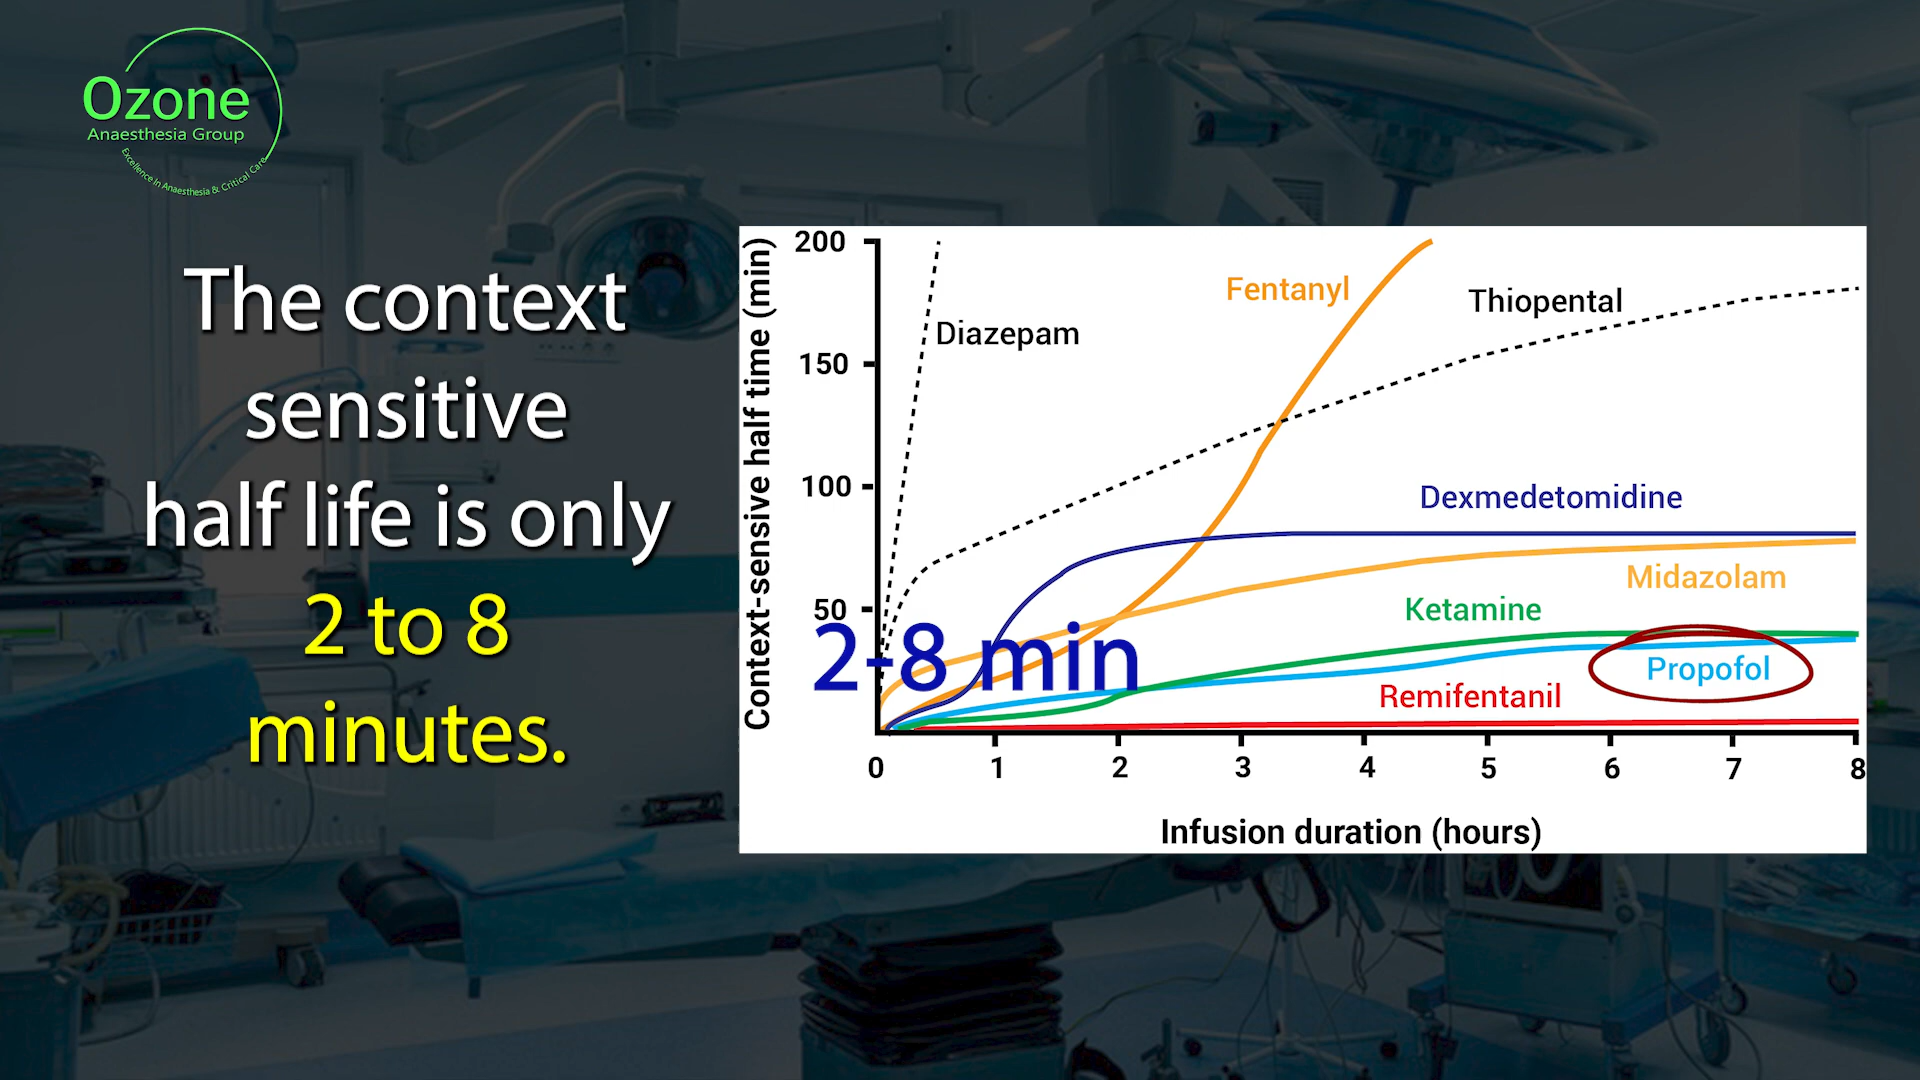 Ozone
Anaesthesia Group
Excellence In Anaesthesia & Critical Care
The context
sensitive
half life is only
2 to 8
minutes.
Context-sensive half time (min)
200
150
100
50
Diazepam
Fentanyl
Thiopental
Dexmedetomidine
Midazolam
Ketamine
Propofol
Remifentanil
2-8 min
0 1 2 3 4 5 6 7 8
Infusion duration (hours)